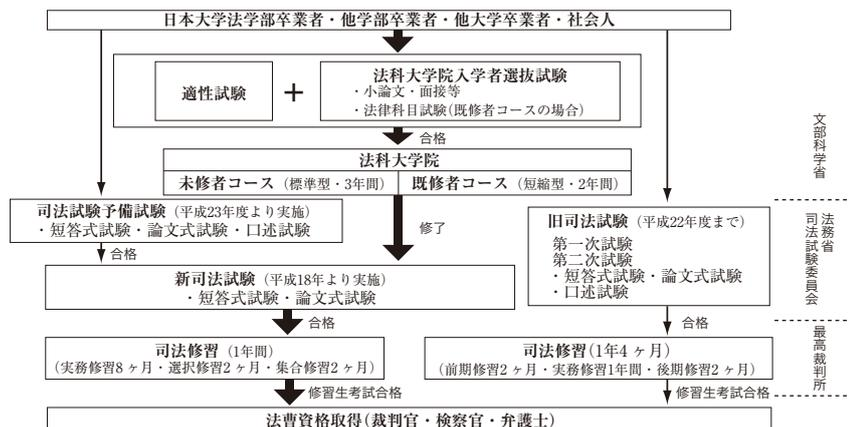 日本大学法学部卒業者・他学部卒業者・他大学卒業者・社会人
適性試験
+
法科大学院入学者選抜試験
・小論文・面接等
・法律科目試験(既修者コースの場合)
合格
法科大学院
未修者コース（標準型・3年間）
既修者コース（短縮型・2年間）
文部科学省
司法試験予備試験（平成23年度より実施）
・短答式試験・論文式試験・口述試験
合格
修了
旧司法試験（平成22年度まで）
第一次試験
第二次試験
・短答式試験・論文式試験
・口述試験
法務省
司法試験委員会
新司法試験（平成18年より実施）
・短答式試験・論文式試験
合格
合格
司法修習（1年間）
（実務修習8ヶ月・選択修習2ヶ月・集合修習2ヶ月）
司法修習(1年4ヶ月)
（前期修習2ヶ月・実務修習1年間・後期修習2ヶ月）
最高裁判所
修習生考試合格
修習生考試合格
法曹資格取得(裁判官・検察官・弁護士)